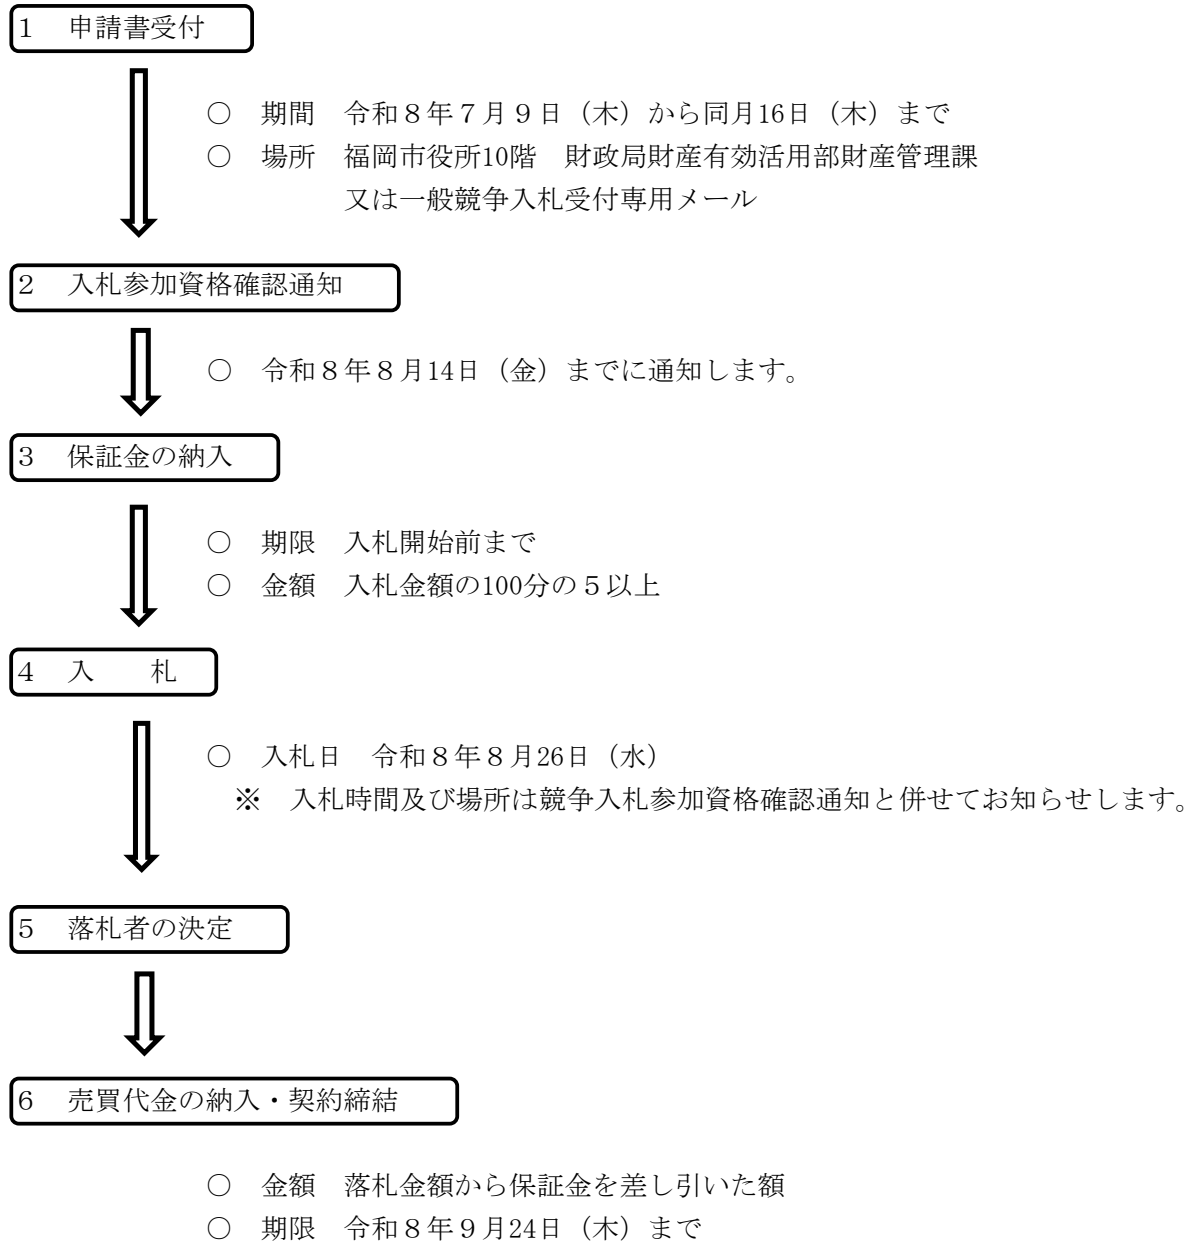 １　申請書受付
○　期間　令和８年７月９日（木）から同月16日（木）まで
○　場所　福岡市役所10階　財政局財産有効活用部財産管理課
又は一般競争入札受付専用メール
２　入札参加資格確認通知
○　令和８年８月14日（金）までに通知します。
３　保証金の納入
○　期限　入札開始前まで
○　金額　入札金額の100分の５以上
４　入　　札
○　入札日　令和８年８月26日（水）
※　入札時間及び場所は競争入札参加資格確認通知と併せてお知らせします。
５　落札者の決定
６　売買代金の納入・契約締結
○　金額　落札金額から保証金を差し引いた額
○　期限　令和８年９月24日（木）まで